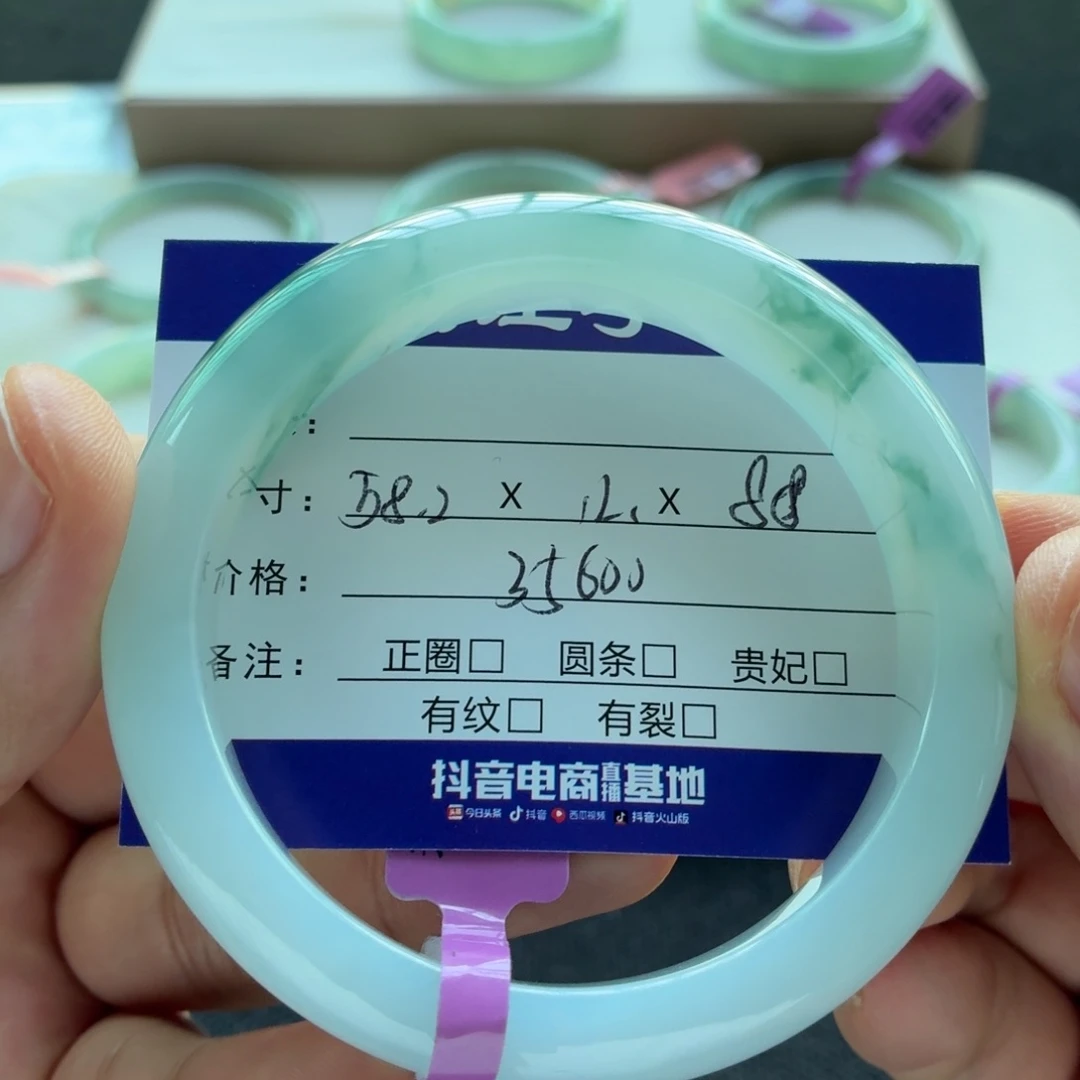 寸: 58.2 X 12. X 88
价格: 35600
备注: 正圈□ 圆条□ 贵妃□
有纹□ 有裂□
抖音电商直播基地
今日头条 抖音 西瓜视频 抖音火山版